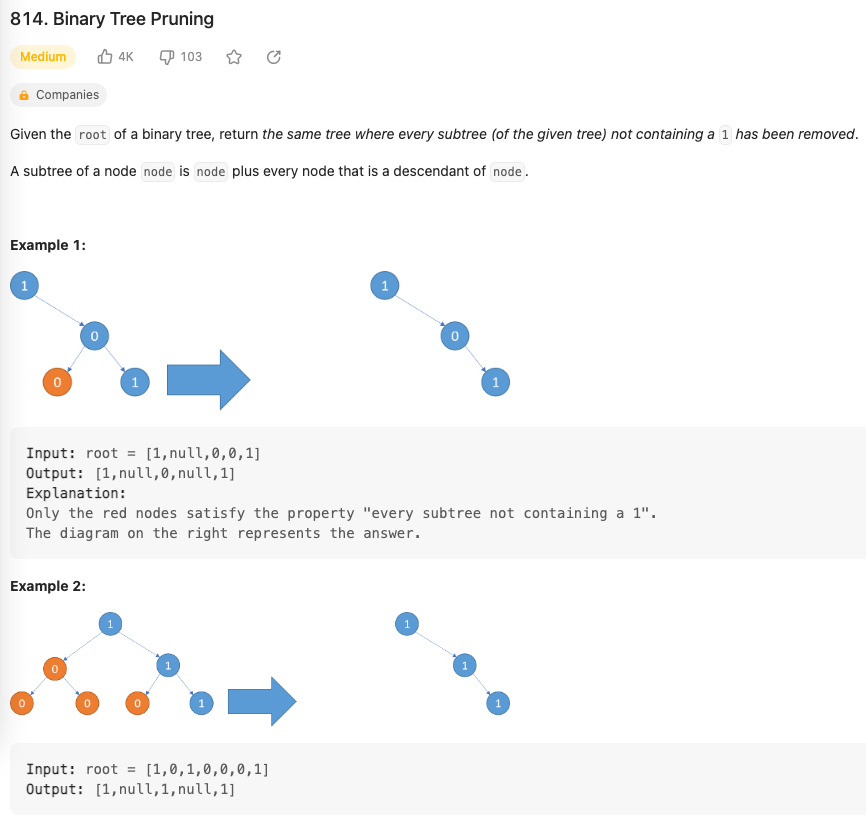 814. Binary Tree Pruning
Medium 4K 103
Companies
Given the root of a binary tree, return the same tree where every subtree (of the given tree) not containing a 1 has been removed.
A subtree of a node node is node plus every node that is a descendant of node.
Example 1:
1 1
0 0
0 1 1
Input: root = [1,null,0,0,1]
Output: [1,null,0,null,1]
Explanation:
Only the red nodes satisfy the property "every subtree not containing a 1".
The diagram on the right represents the answer.
Example 2:
1 1
0 1 1
0 0 0 1 1
Input: root = [1,0,1,0,0,0,1]
Output: [1,null,1,null,1]